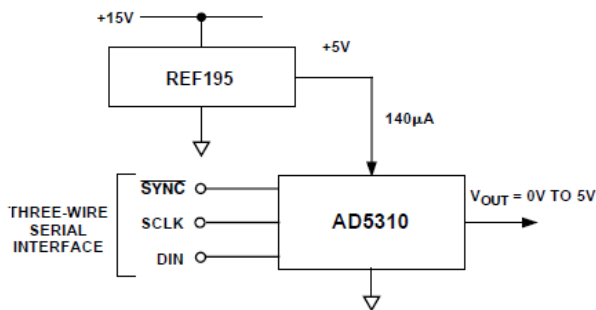 +15V
+5V
REF195
140µA
THREE-WIRE
SERIAL
INTERFACE
SYNC
SCLK
DIN
AD5310
VOUT = 0V TO 5V